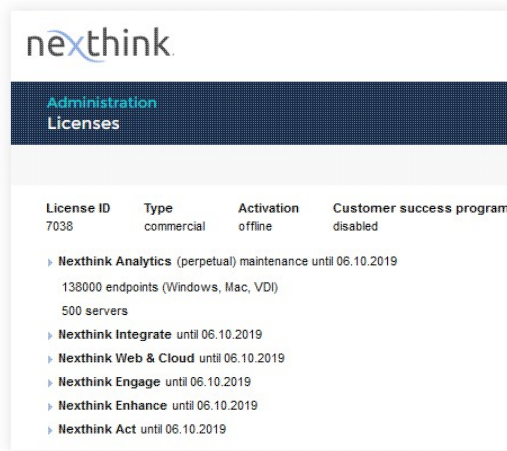 nexthink
Administration
Licenses
License ID Type Activation Customer success program
7038 commercial offline disabled
Nexthink Analytics (perpetual) maintenance until 06.10.2019
138000 endpoints (Windows, Mac, VDI)
500 servers
Nexthink Integrate until 06.10.2019
Nexthink Web & Cloud until 06.10.2019
Nexthink Engage until 06.10.2019
Nexthink Enhance until 06.10.2019
Nexthink Act until 06.10.2019